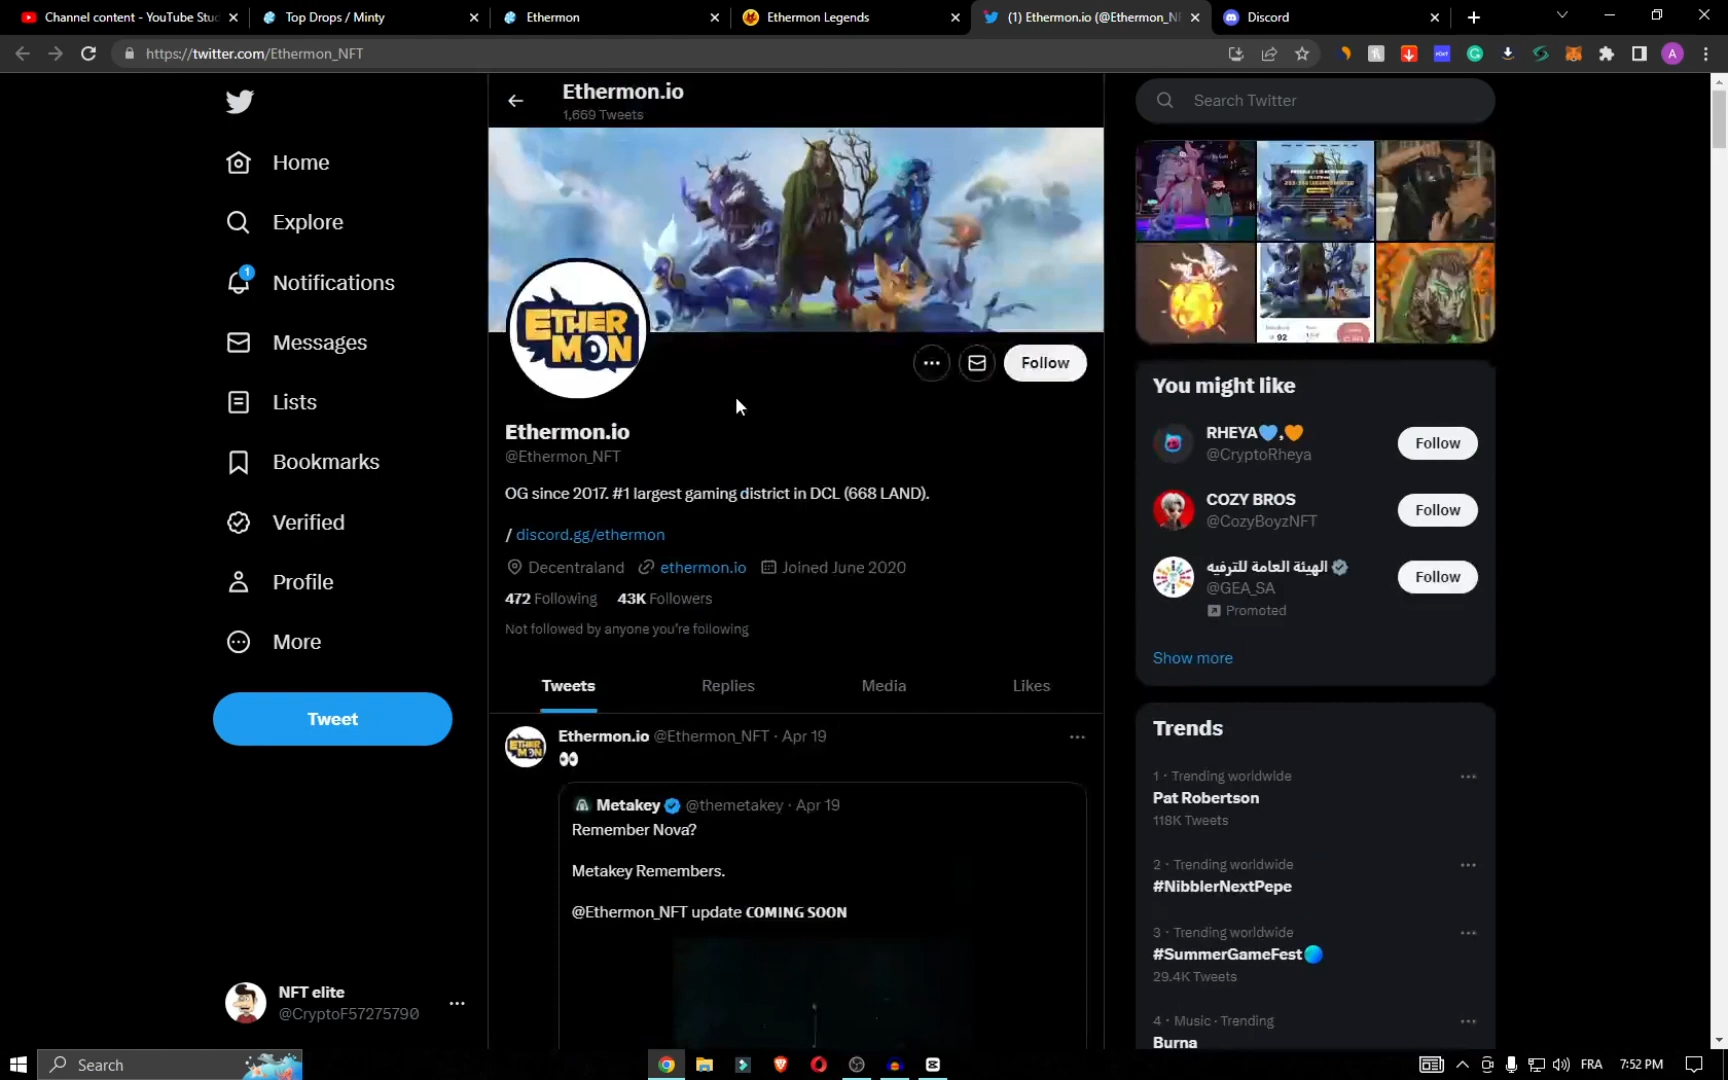 Channel content - YouTube Stu
Top Drops / Minty
Ethermon
Ethermon Legends
(1) Ethermon.io (@Ethermon_NF
Discord
https://twitter.com/Ethermon_NFT
A
Home
Explore
1
Notifications
Messages
Lists
Bookmarks
Verified
Profile
More
Tweet
NFT elite
@CryptoF57275790
Ethermon.io
1,669 Tweets
ETHER
MON
Follow
Ethermon.io
@Ethermon_NFT
OG since 2017. #1 largest gaming district in DCL (668 LAND).
/ discord.gg/ethermon
Decentraland ethermon.io Joined June 2020
472 Following 43K Followers
Not followed by anyone you're following
Tweets Replies Media Likes
Ethermon.io @Ethermon_NFT · Apr 19
👀
Metakey @themetakey · Apr 19
Remember Nova?
Metakey Remembers.
@Ethermon_NFT update COMING SOON
Search Twitter
92
You might like
RHEYA💙,🧡
@CryptoRheya
Follow
COZY BROS
@CozyBoyzNFT
Follow
الهيئة العامة للترفيه
@GEA_SA
Promoted
Follow
Show more
Trends
1 · Trending worldwide
Pat Robertson
118K Tweets
2 · Trending worldwide
#NibblerNextPepe
3 · Trending worldwide
#SummerGameFest
29.4K Tweets
4 · Music · Trending
Burna
Search
FRA
7:52 PM